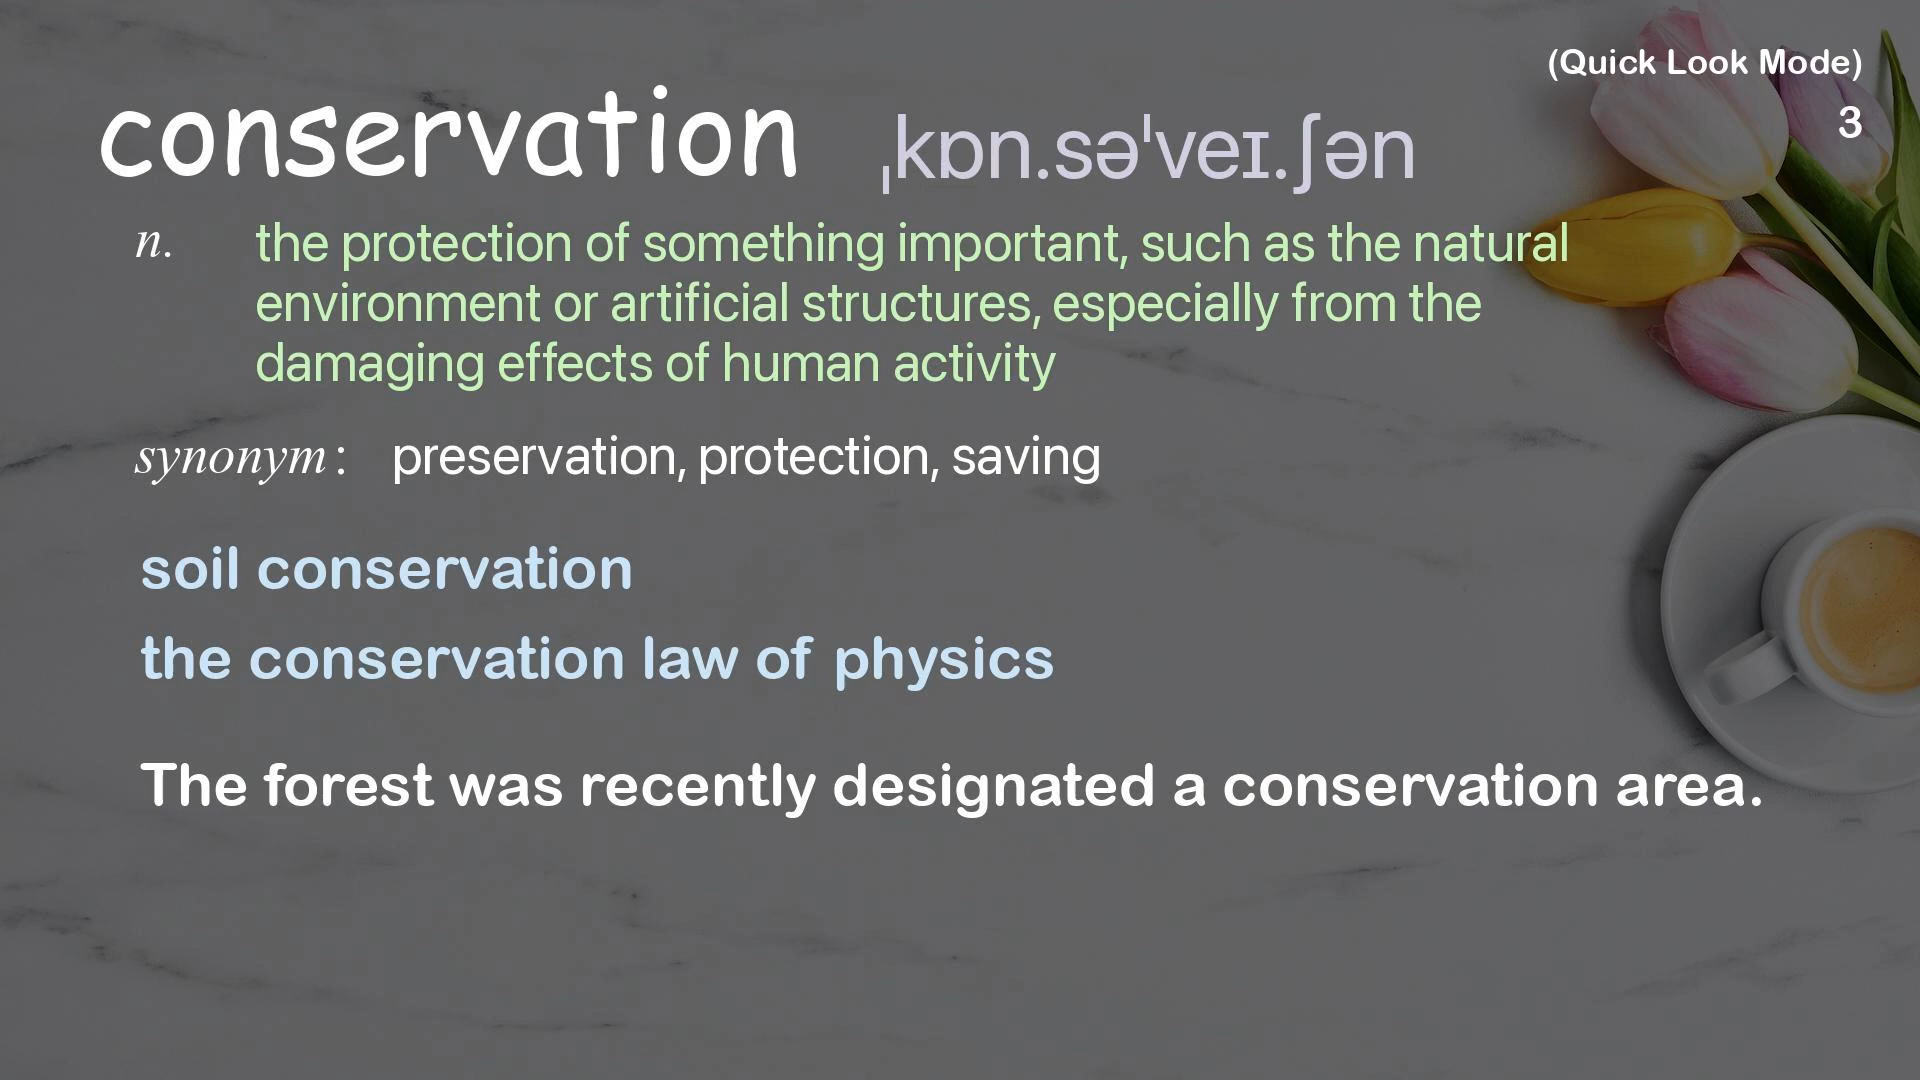 (Quick Look Mode)
3
conservation ˌkɒn.səˈveɪ.ʃən
n. the protection of something important, such as the natural
environment or artificial structures, especially from the
damaging effects of human activity
synonym: preservation, protection, saving
soil conservation
the conservation law of physics
The forest was recently designated a conservation area.